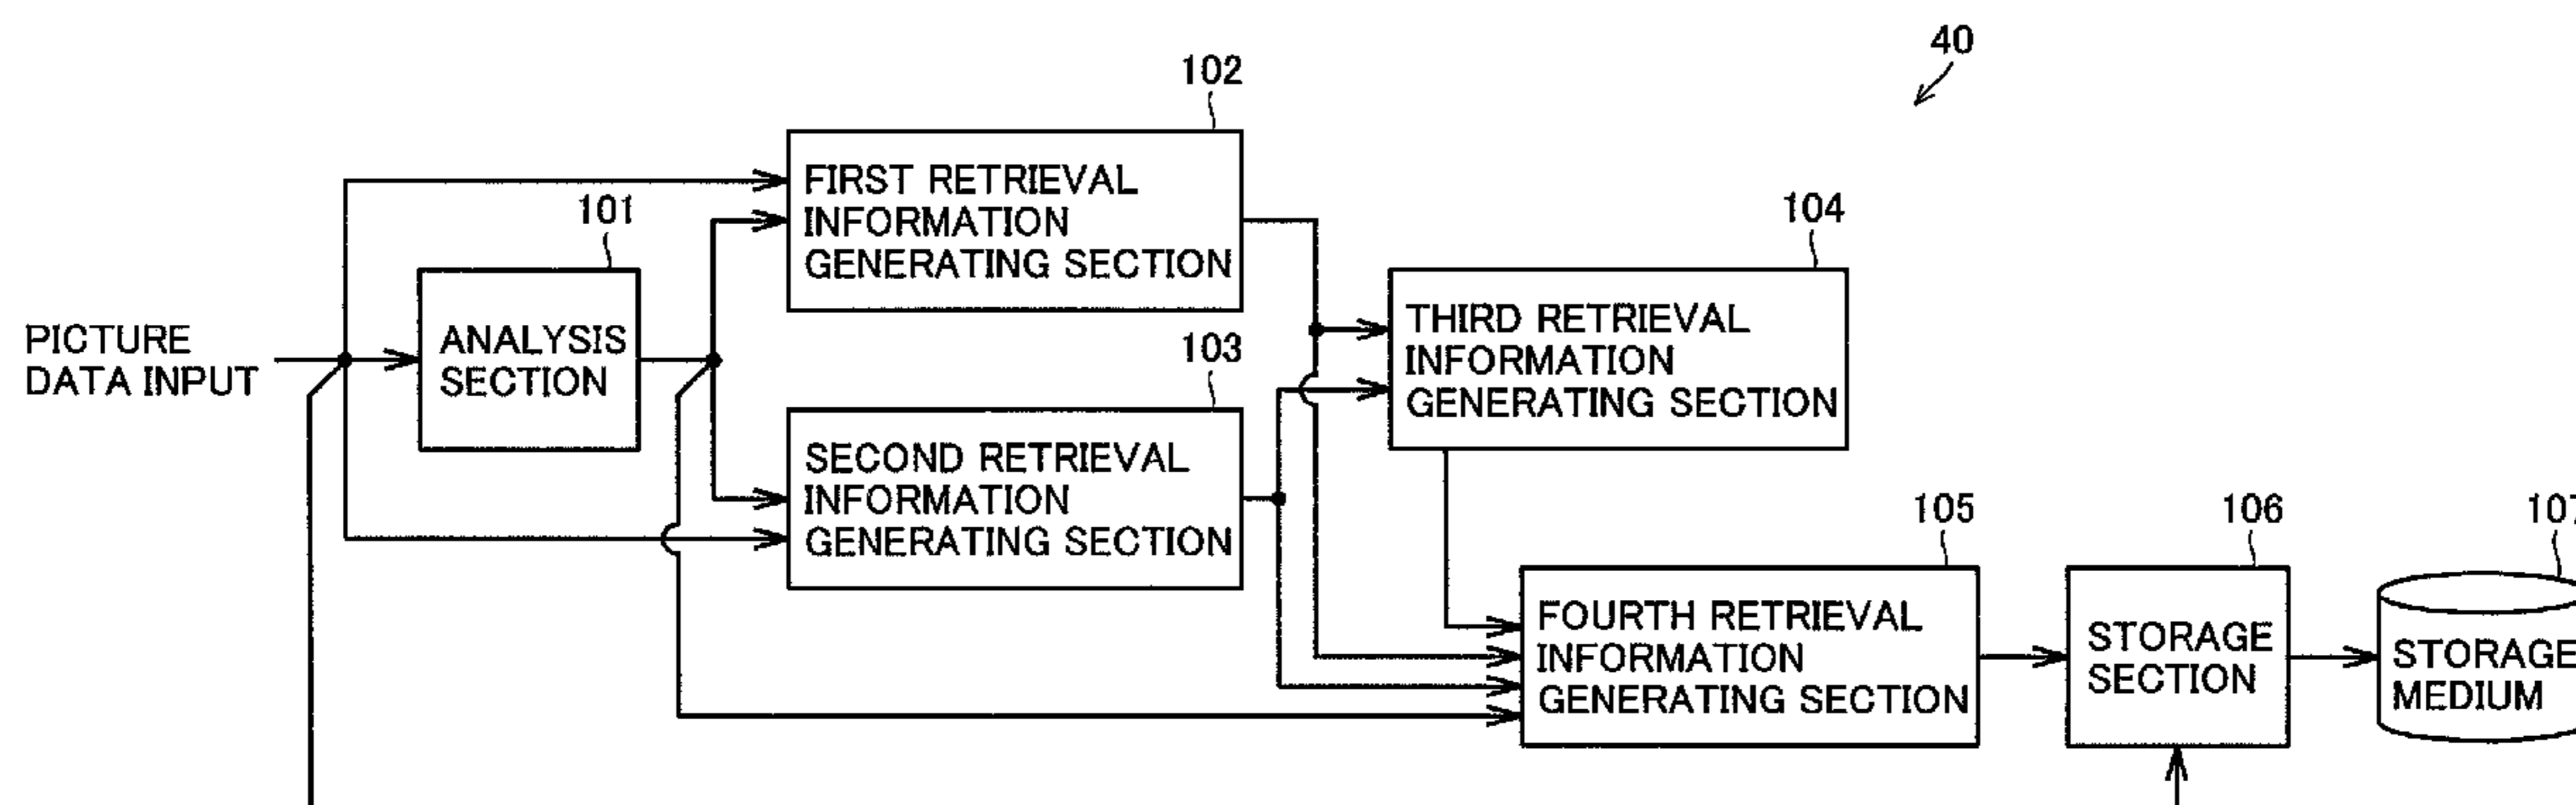 40
102
FIRST RETRIEVAL
INFORMATION
GENERATING SECTION
101
ANALYSIS
SECTION
PICTURE
DATA INPUT
103
SECOND RETRIEVAL
INFORMATION
GENERATING SECTION
104
THIRD RETRIEVAL
INFORMATION
GENERATING SECTION
105
FOURTH RETRIEVAL
INFORMATION
GENERATING SECTION
106
STORAGE
SECTION
107
STORAGE
MEDIUM